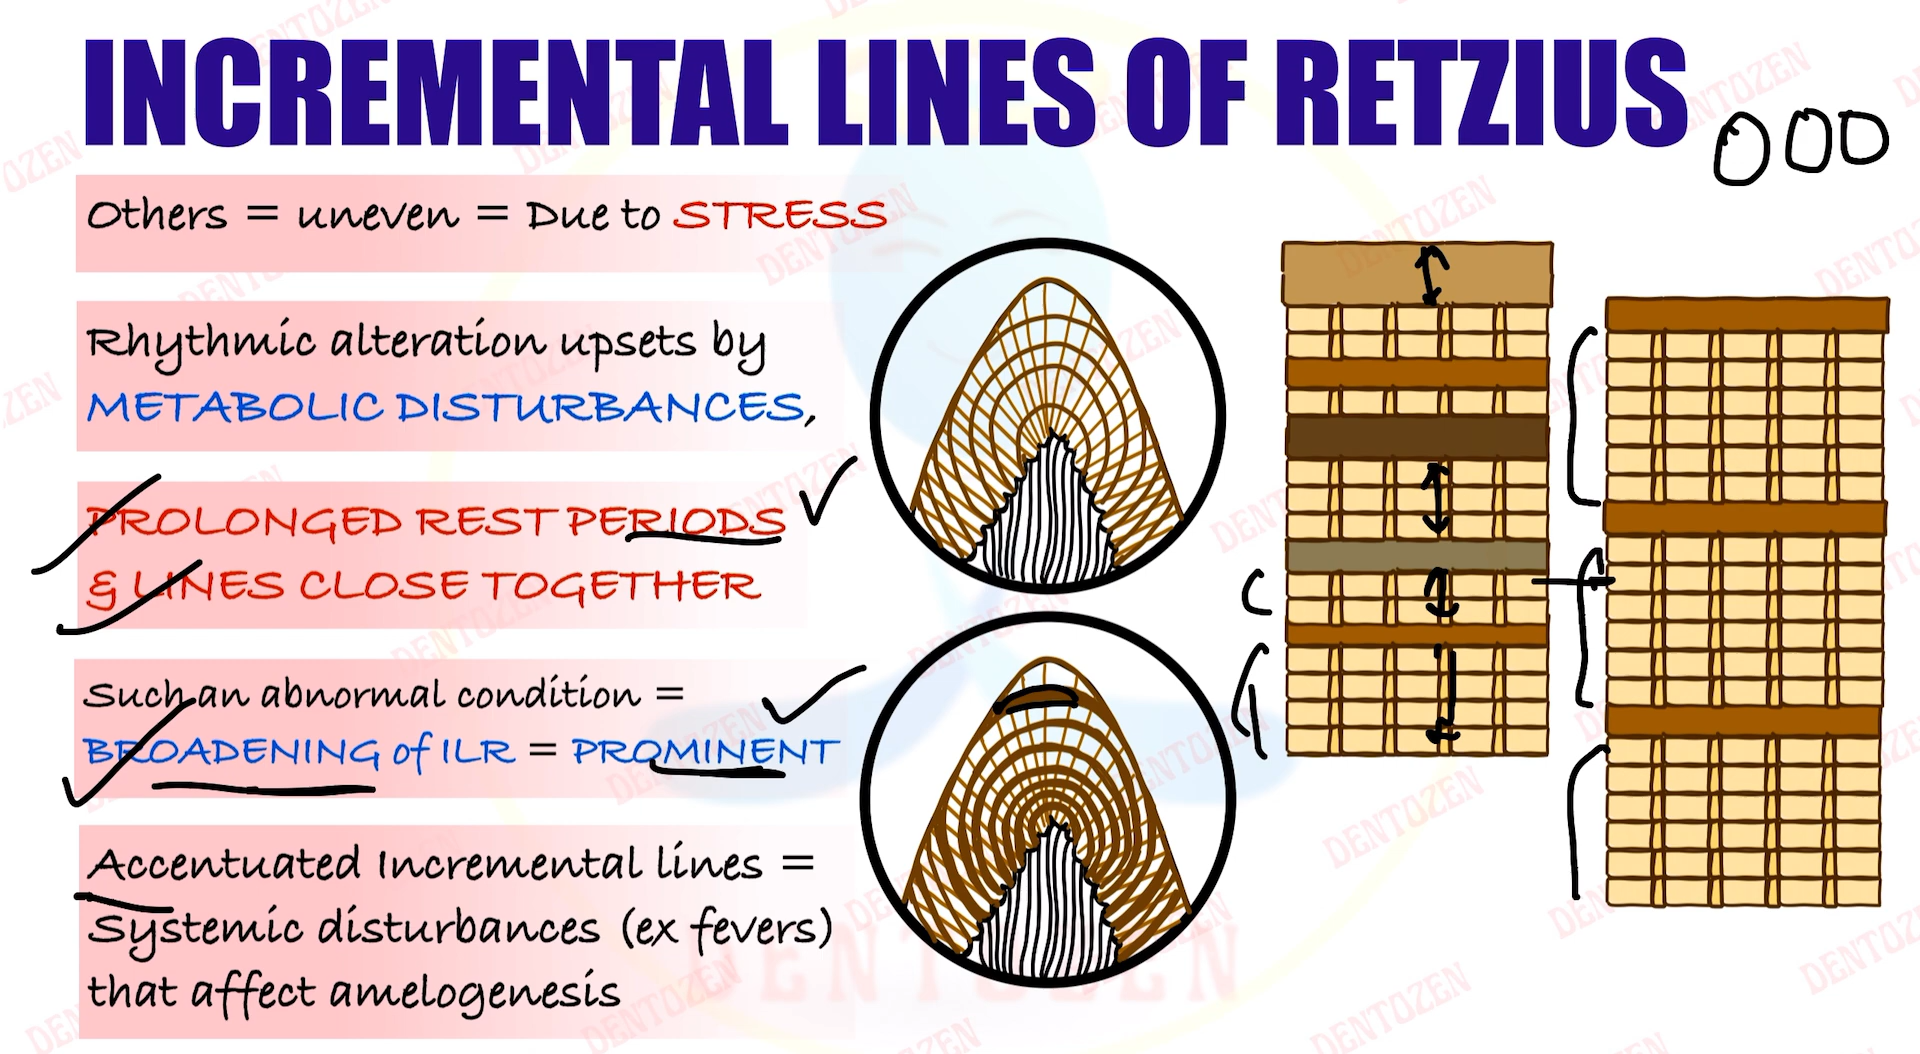 INCREMENTAL LINES OF RETZIUS
Others = uneven = Due to STRESS
Rhythmic alteration upsets by
METABOLIC DISTURBANCES,
PROLONGED REST PERIODS
& LINES CLOSE TOGETHER
Such an abnormal condition =
BROADENING of ILR = PROMINENT
Accentuated Incremental lines =
Systemic disturbances (ex fevers)
that affect amelogenesis
DENTOZEN